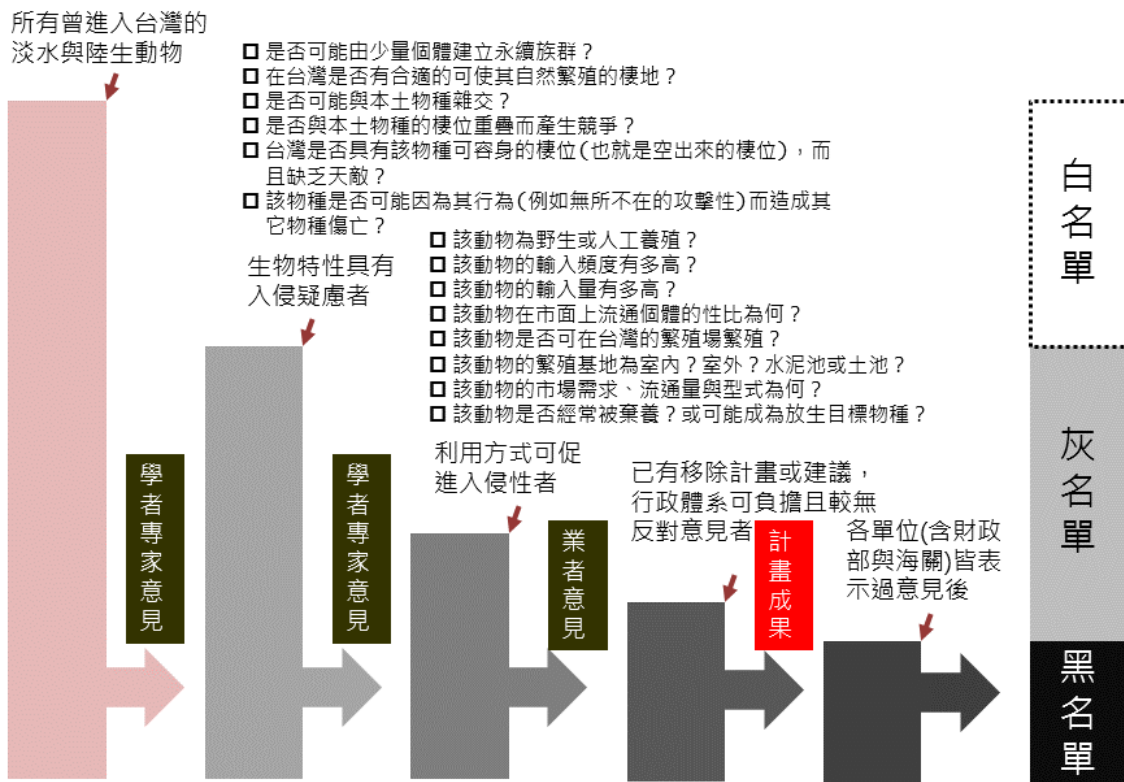 所有曾進入台灣的
淡水與陸生動物
是否可能由少量個體建立永續族群？
在台灣是否有合適的可使其自然繁殖的棲地？
是否可能與本土物種雜交？
是否與本土物種的棲位重疊而產生競爭？
台灣是否具有該物種可容身的棲位(也就是空出來的棲位)，而
且缺乏天敵？
該物種是否可能因為其行為(例如無所不在的攻擊性)而造成其
它物種傷亡？
生物特性具有
入侵疑慮者
該動物為野生或人工養殖？
該動物的輸入頻度有多高？
該動物的輸入量有多高？
該動物在市面上流通個體的性比為何？
該動物是否可在台灣的繁殖場繁殖？
該動物的繁殖基地為室內？室外？水泥池或土池？
該動物的市場需求、流通量與型式為何？
該動物是否經常被棄養？或可能成為放生目標物種？
利用方式可促
進入侵性者
已有移除計畫或建議，
行政體系可負擔且較無
反對意見者
各單位(含財政
部與海關)皆表
示過意見後
學者專家意見
學者專家意見
業者意見
計畫成果
白名單
灰名單
黑名單